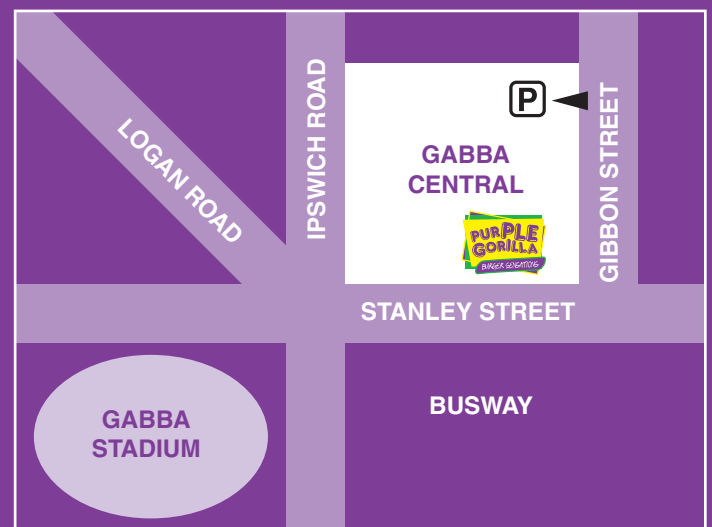 LOGAN ROAD
IPSWICH ROAD
P
GABBA
CENTRAL
PURPLE
GORILLA
BURGER SENSATIONS
GIBBON STREET
STANLEY STREET
GABBA
STADIUM
BUSWAY